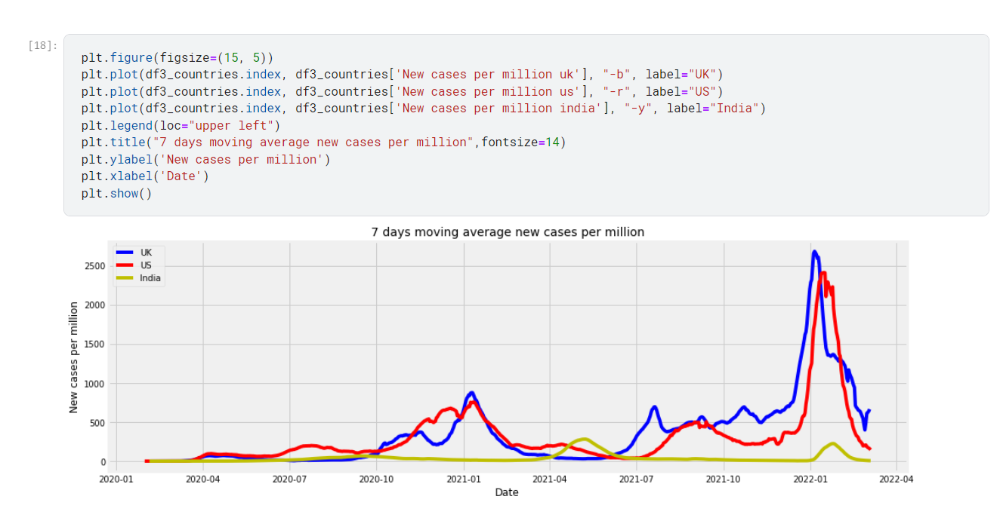 [18]:
plt.figure(figsize=(15, 5))
plt.plot(df3_countries.index, df3_countries['New cases per million uk'], "-b", label="UK")
plt.plot(df3_countries.index, df3_countries['New cases per million us'], "-r", label="US")
plt.plot(df3_countries.index, df3_countries['New cases per million india'], "-y", label="India")
plt.legend(loc="upper left")
plt.title("7 days moving average new cases per million",fontsize=14)
plt.ylabel('New cases per million')
plt.xlabel('Date')
plt.show()
7 days moving average new cases per million
UK
US
India
New cases per million
2500
2000
1500
1000
500
0
2020-01 2020-04 2020-07 2020-10 2021-01 2021-04 2021-07 2021-10 2022-01 2022-04
Date